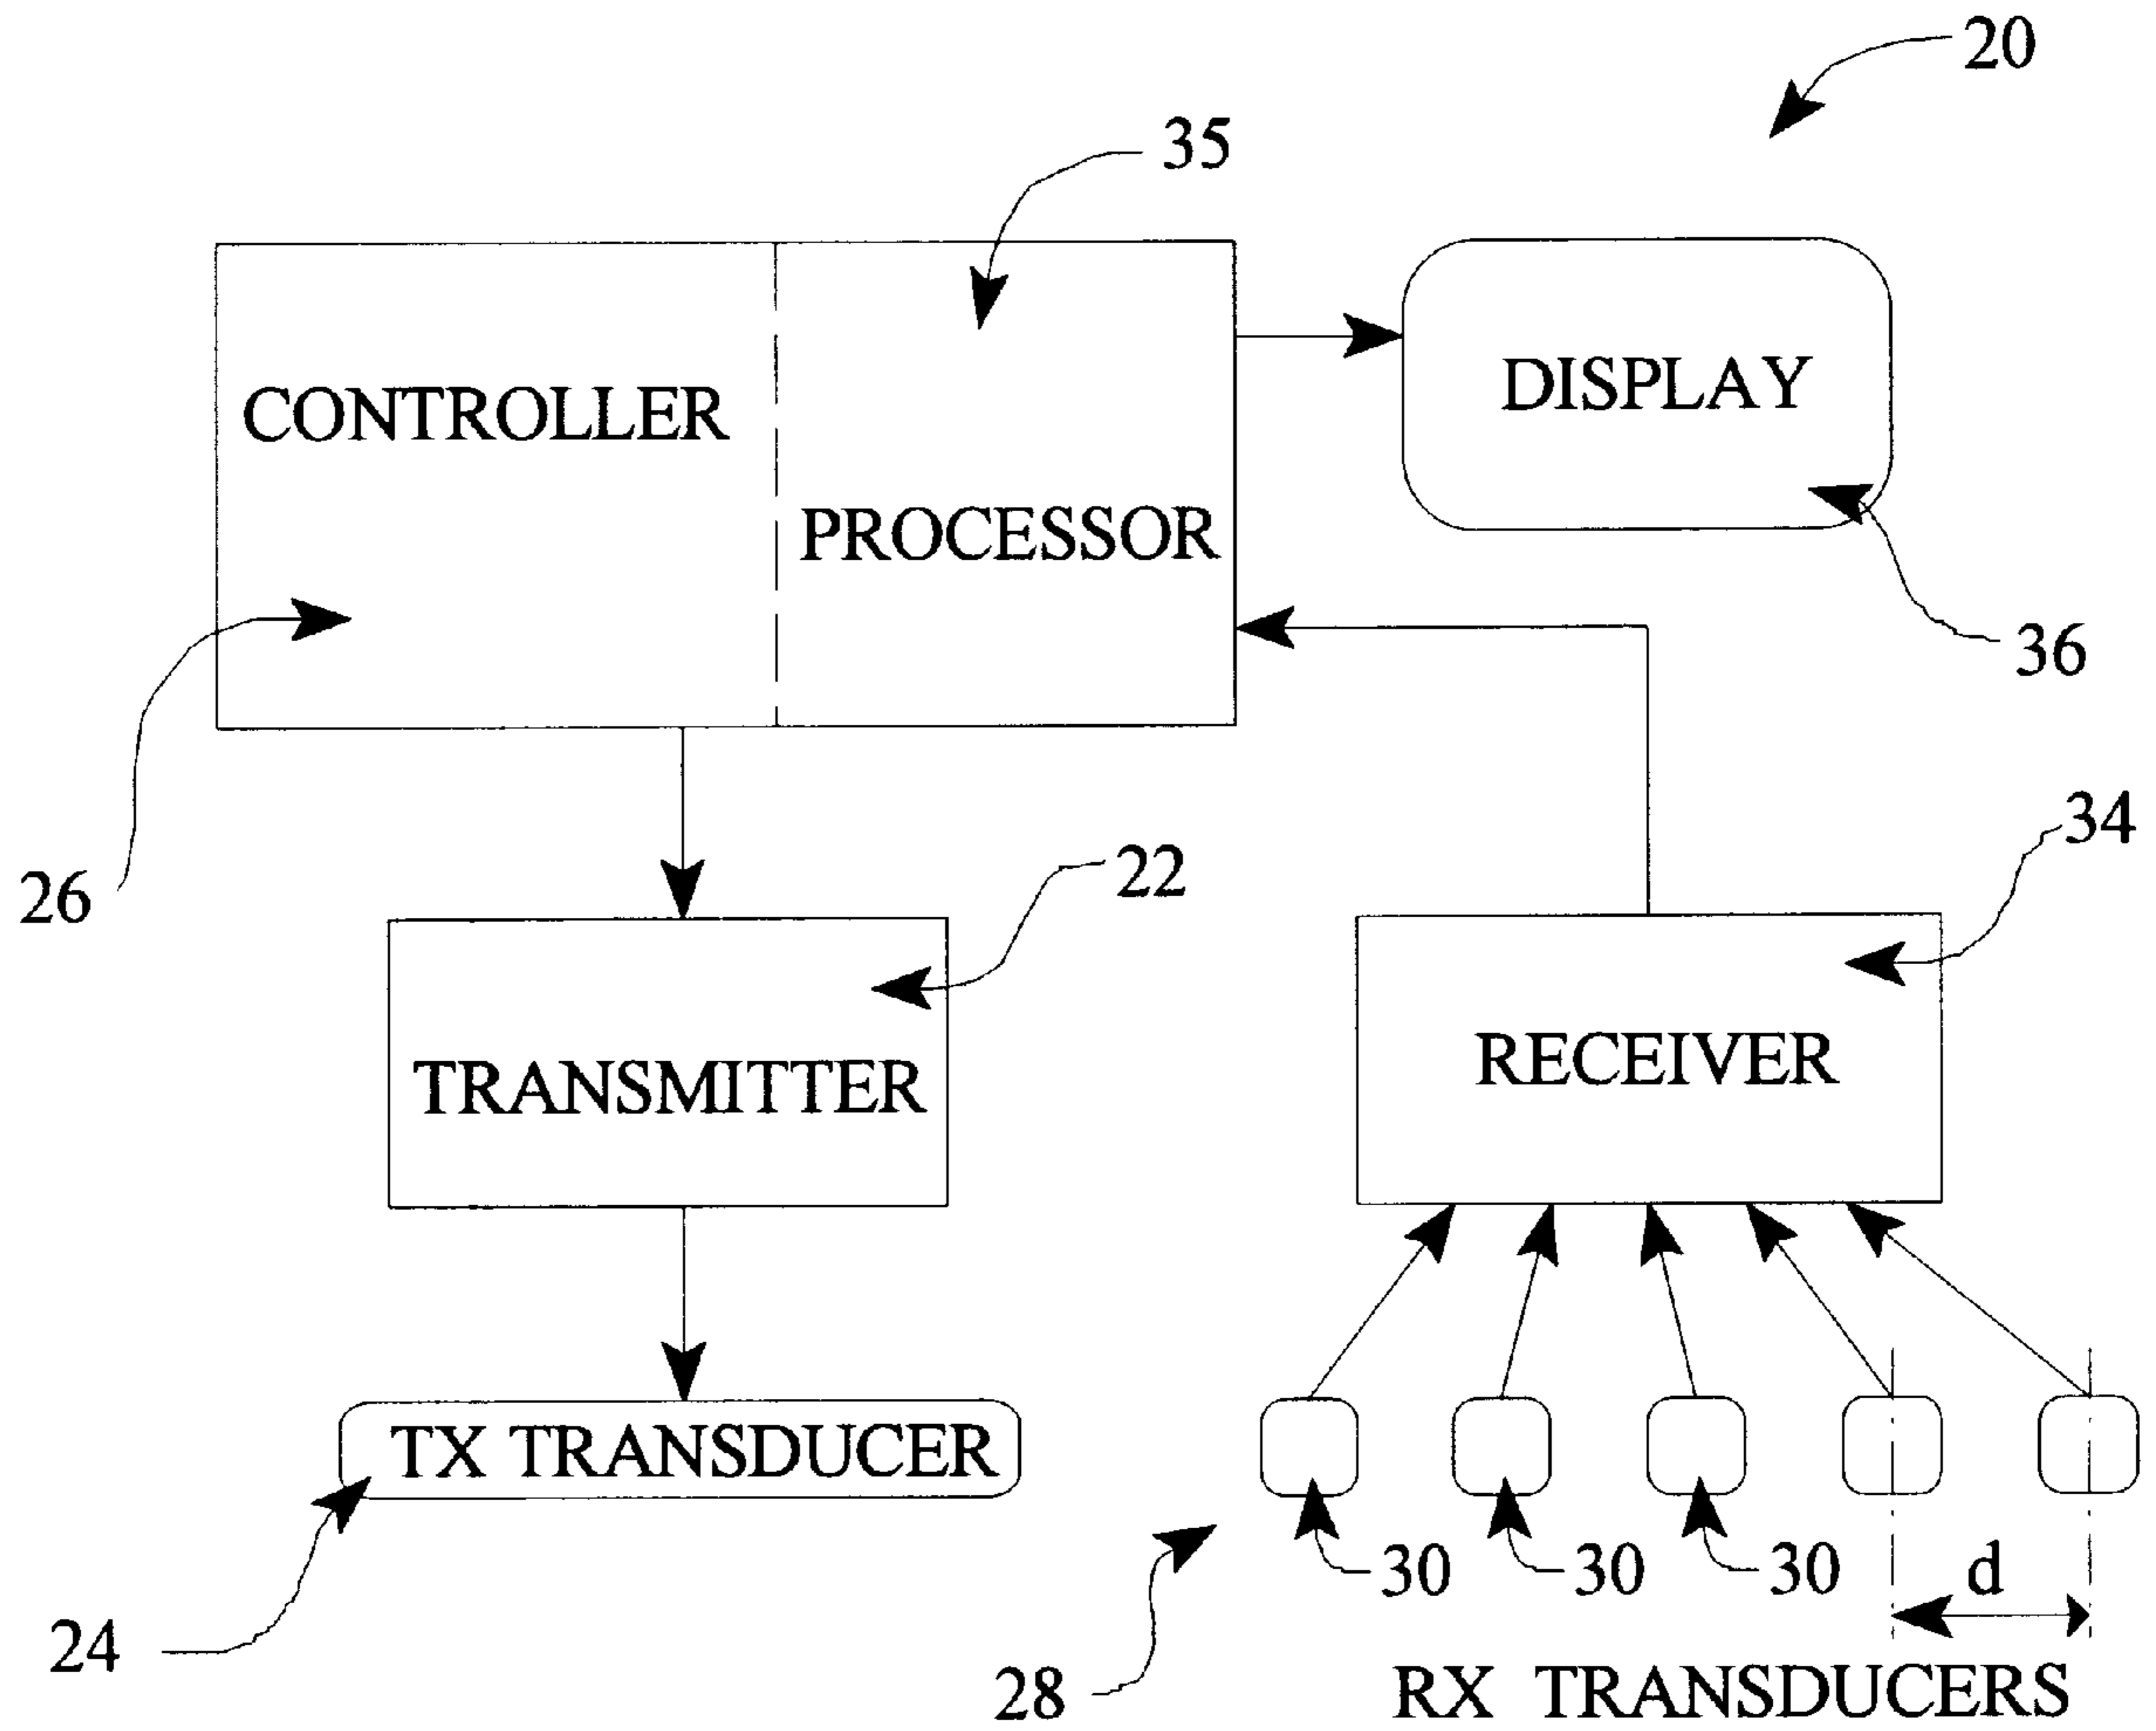 20
35
CONTROLLER
PROCESSOR
DISPLAY
36
26
22
34
TRANSMITTER
RECEIVER
TX TRANSDUCER
30
30
30
d
24
28
RX TRANSDUCERS